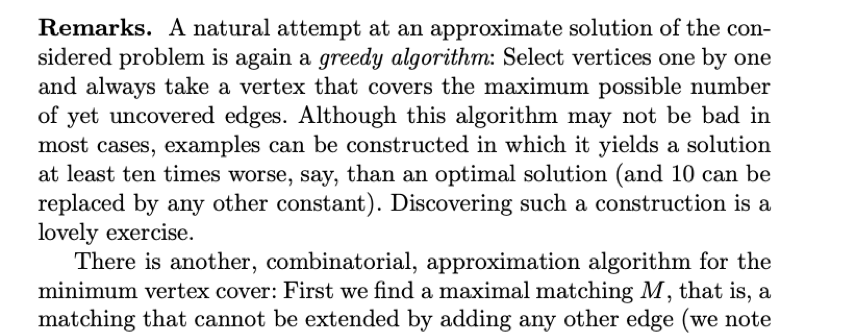 Remarks. A natural attempt at an approximate solution of the con-
sidered problem is again a greedy algorithm: Select vertices one by one
and always take a vertex that covers the maximum possible number
of yet uncovered edges. Although this algorithm may not be bad in
most cases, examples can be constructed in which it yields a solution
at least ten times worse, say, than an optimal solution (and 10 can be
replaced by any other constant). Discovering such a construction is a
lovely exercise.
There is another, combinatorial, approximation algorithm for the
minimum vertex cover: First we find a maximal matching M, that is, a
matching that cannot be extended by adding any other edge (we note